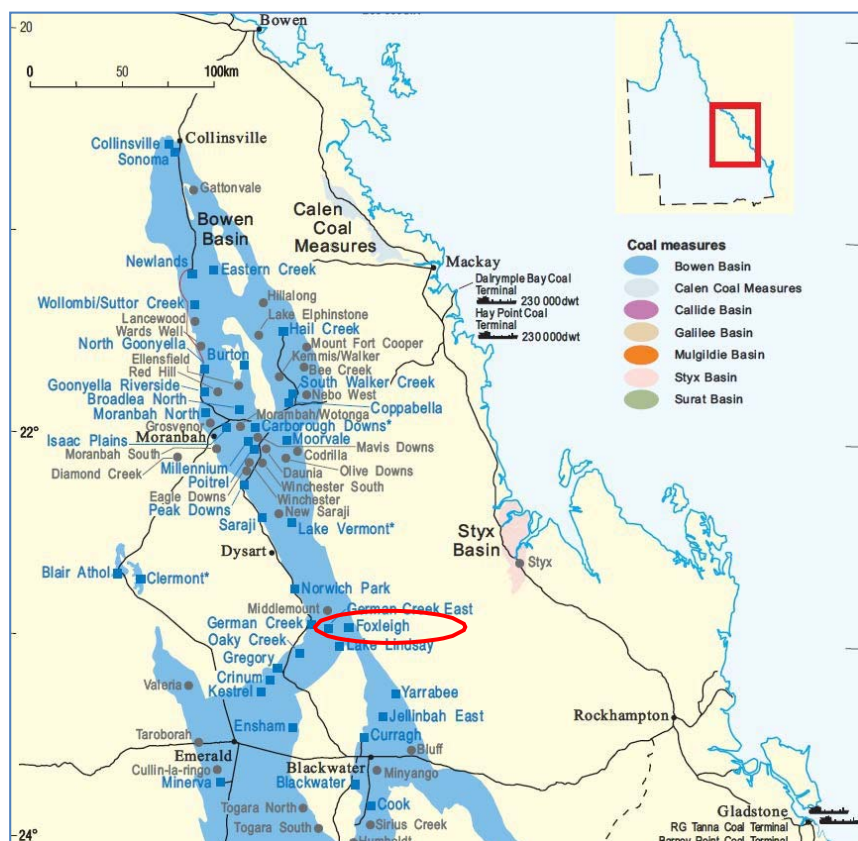 20
Bowen
0
50
100km
Collinsville
Collinsville
Sonoma
Gattonvale
Bowen
Basin
Calen
Coal
Measures
Newlands
Eastern Creek
Mackay
Dalrymple Bay Coal
Terminal
230 000dwt
Hay Point Coal
Terminal
230 000dwt
Coal measures
Bowen Basin
Calen Coal Measures
Callide Basin
Galilee Basin
Mulgildie Basin
Styx Basin
Surat Basin
Wollombi/Suttor Creek
Hillalong
Lancewood
Lake Elphinstone
Wards Well
Hail Creek
North Goonyella
Mount Fort Cooper
Ellensfield
Burton
Kemmis/Walker
Red Hill
Bee Creek
Goonyella Riverside
South Walker Creek
Broadlea North
Nebo West
Moranbah North
Coppabella
Grosvenor
Morambah/Wotonga
Moranbah
Carborough Downs*
Isaac Plains
Moorvale
Moranbah South
Mavis Downs
Codrilla
Diamond Creek
Millennium
Olive Downs
Poitrel
Daunia
Eagle Downs
Winchester South
Peak Downs
Winchester
New Saraji
Saraji
Lake Vermont*
Styx
Basin
Dysart
Styx
Blair Athol
Clermont*
Norwich Park
Middlemount
German Creek East
German Creek
Foxleigh
Oaky Creek
Lake Lindsay
Gregory
Crinum
Valeria
Kestrel
Yarrabee
Jellinbah East
Rockhampton
Ensham
Curragh
Taroborah
Bluff
Emerald
Blackwater
Cullin-la-ringo
Minyango
Minerva
Blackwater
Togara North
Cook
Gladstone
Togara South
Sirius Creek
RG Tanna Coal Terminal
24°
Humboldt
Barney Point Coal Terminal
22°